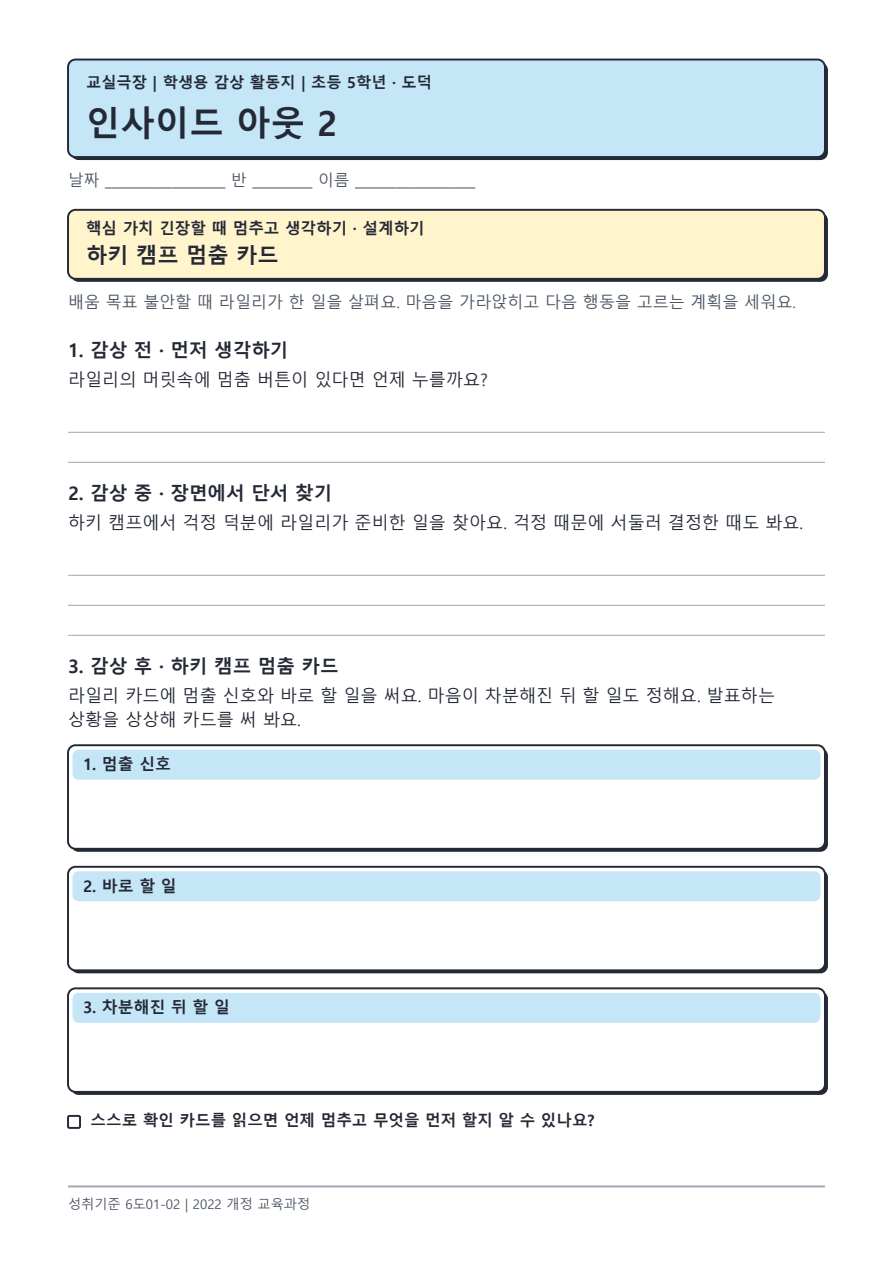 교실극장 | 학생용 감상 활동지 | 초등 5학년 · 도덕
인사이드 아웃 2
날짜 _______________ 반 _______ 이름 _______________
핵심 가치 긴장할 때 멈추고 생각하기 · 설계하기
하키 캠프 멈춤 카드
배움 목표 불안할 때 라일리가 한 일을 살펴요. 마음을 가라앉히고 다음 행동을 고르는 계획을 세워요.
1. 감상 전 · 먼저 생각하기
라일리의 머릿속에 멈춤 버튼이 있다면 언제 누를까요?
2. 감상 중 · 장면에서 단서 찾기
하키 캠프에서 걱정 덕분에 라일리가 준비한 일을 찾아요. 걱정 때문에 서둘러 결정한 때도 봐요.
3. 감상 후 · 하키 캠프 멈춤 카드
라일리 카드에 멈출 신호와 바로 할 일을 써요. 마음이 차분해진 뒤 할 일도 정해요. 발표하는
상황을 상상해 카드를 써 봐요.
1. 멈출 신호
2. 바로 할 일
3. 차분해진 뒤 할 일
스스로 확인 카드를 읽으면 언제 멈추고 무엇을 먼저 할지 알 수 있나요?
성취기준 6도01-02 | 2022 개정 교육과정